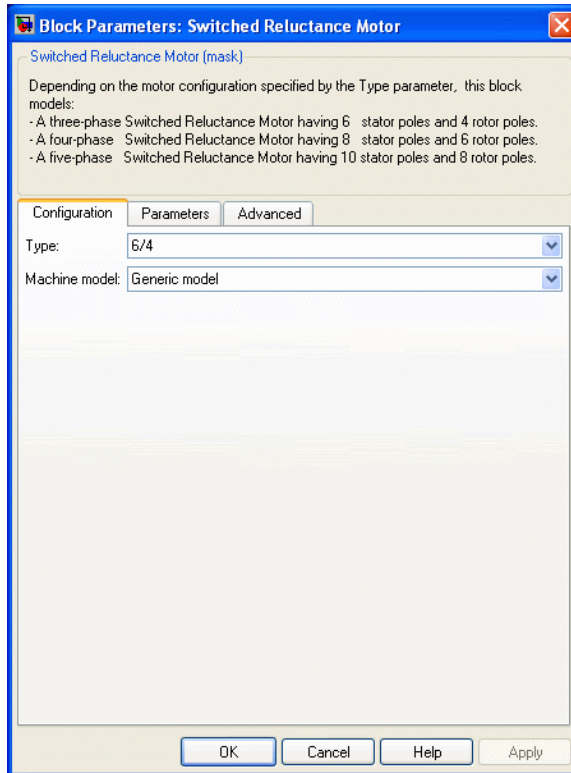 Block Parameters: Switched Reluctance Motor
Switched Reluctance Motor (mask)
Depending on the motor configuration specified by the Type parameter, this block
models:
- A three-phase Switched Reluctance Motor having 6 stator poles and 4 rotor poles.
- A four-phase Switched Reluctance Motor having 8 stator poles and 6 rotor poles.
- A five-phase Switched Reluctance Motor having 10 stator poles and 8 rotor poles.
Configuration Parameters Advanced
Type: 6/4
Machine model: Generic model
OK Cancel Help Apply